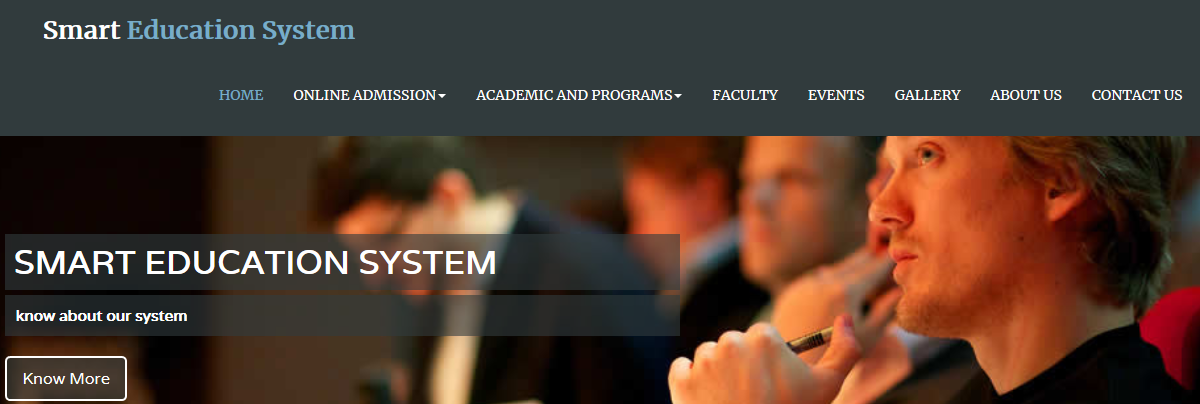 Smart Education System
HOME ONLINE ADMISSION ACADEMIC AND PROGRAMS FACULTY EVENTS GALLERY ABOUT US CONTACT US
SMART EDUCATION SYSTEM
know about our system
Know More